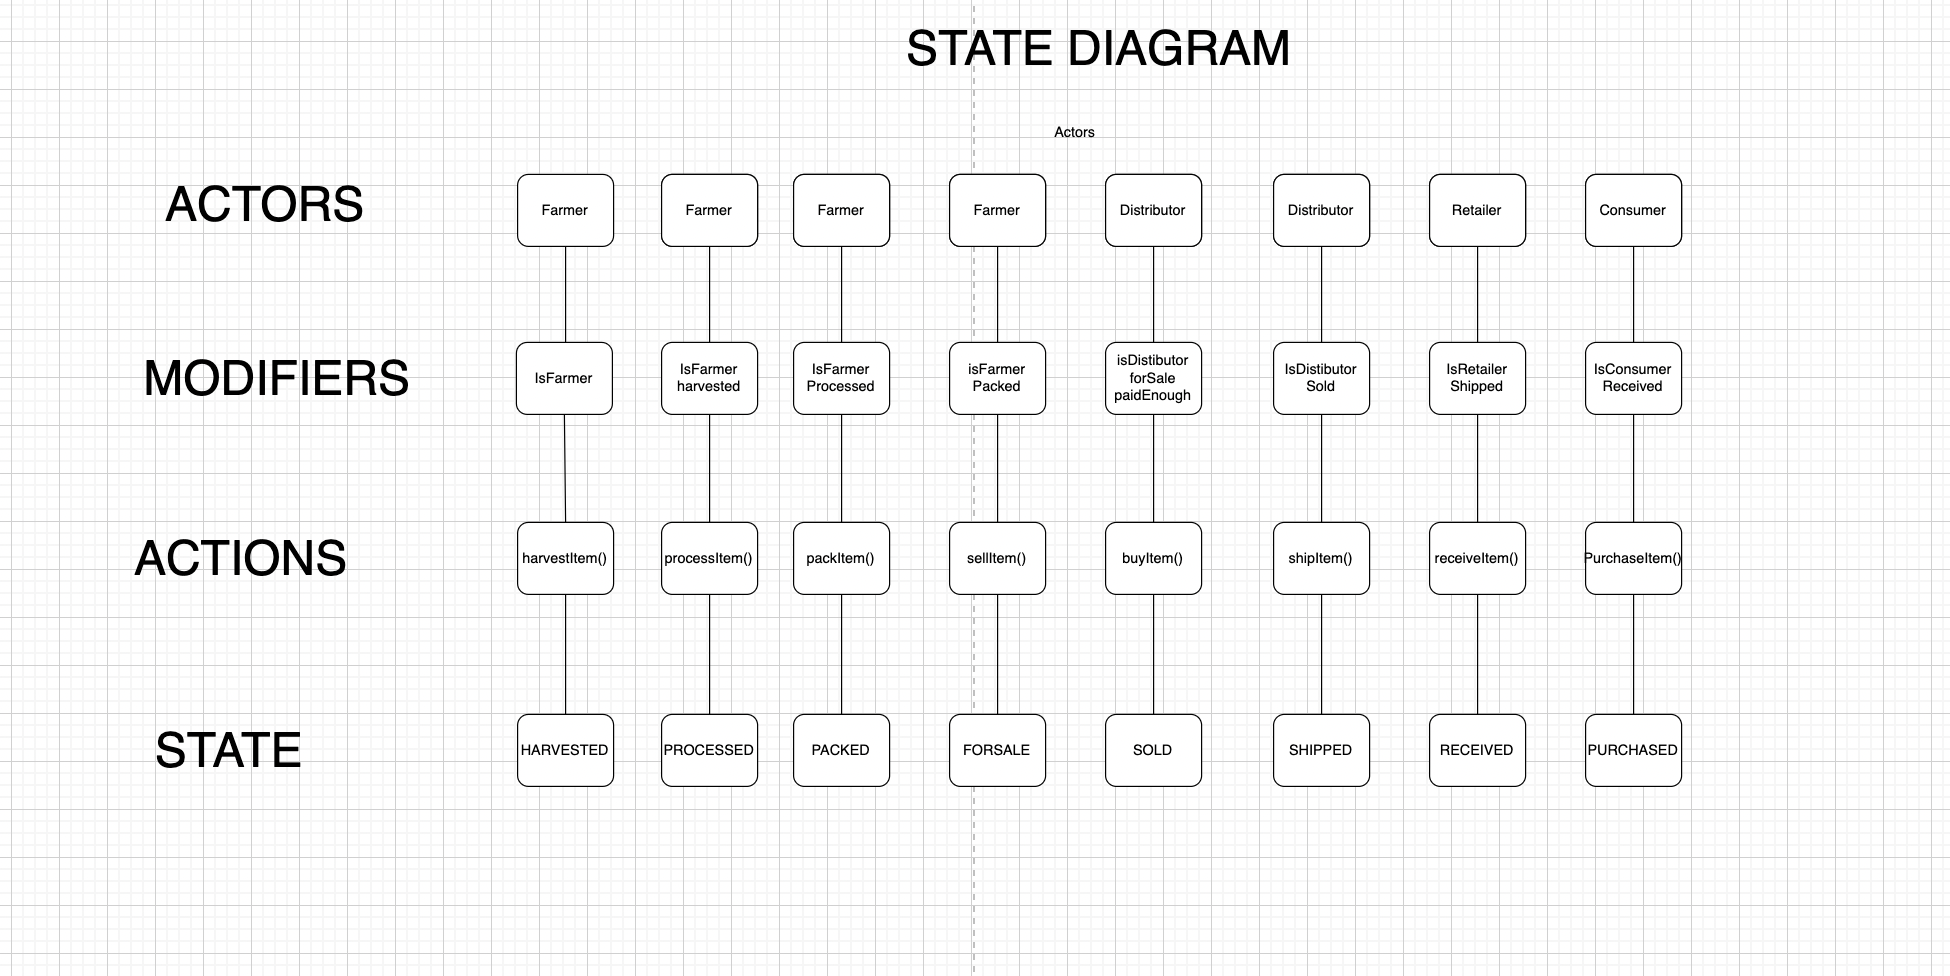 STATE DIAGRAM
Actors
ACTORS
Farmer
Farmer
Farmer
Farmer
Distributor
Distributor
Retailer
Consumer
MODIFIERS
IsFarmer
IsFarmer
harvested
IsFarmer
Processed
isFarmer
Packed
isDistibutor
forSale
paidEnough
IsDistibutor
Sold
IsRetailer
Shipped
IsConsumer
Received
ACTIONS
harvestItem()
processItem()
packItem()
sellItem()
buyItem()
shipItem()
receiveItem()
PurchaseItem()
STATE
HARVESTED
PROCESSED
PACKED
FORSALE
SOLD
SHIPPED
RECEIVED
PURCHASED